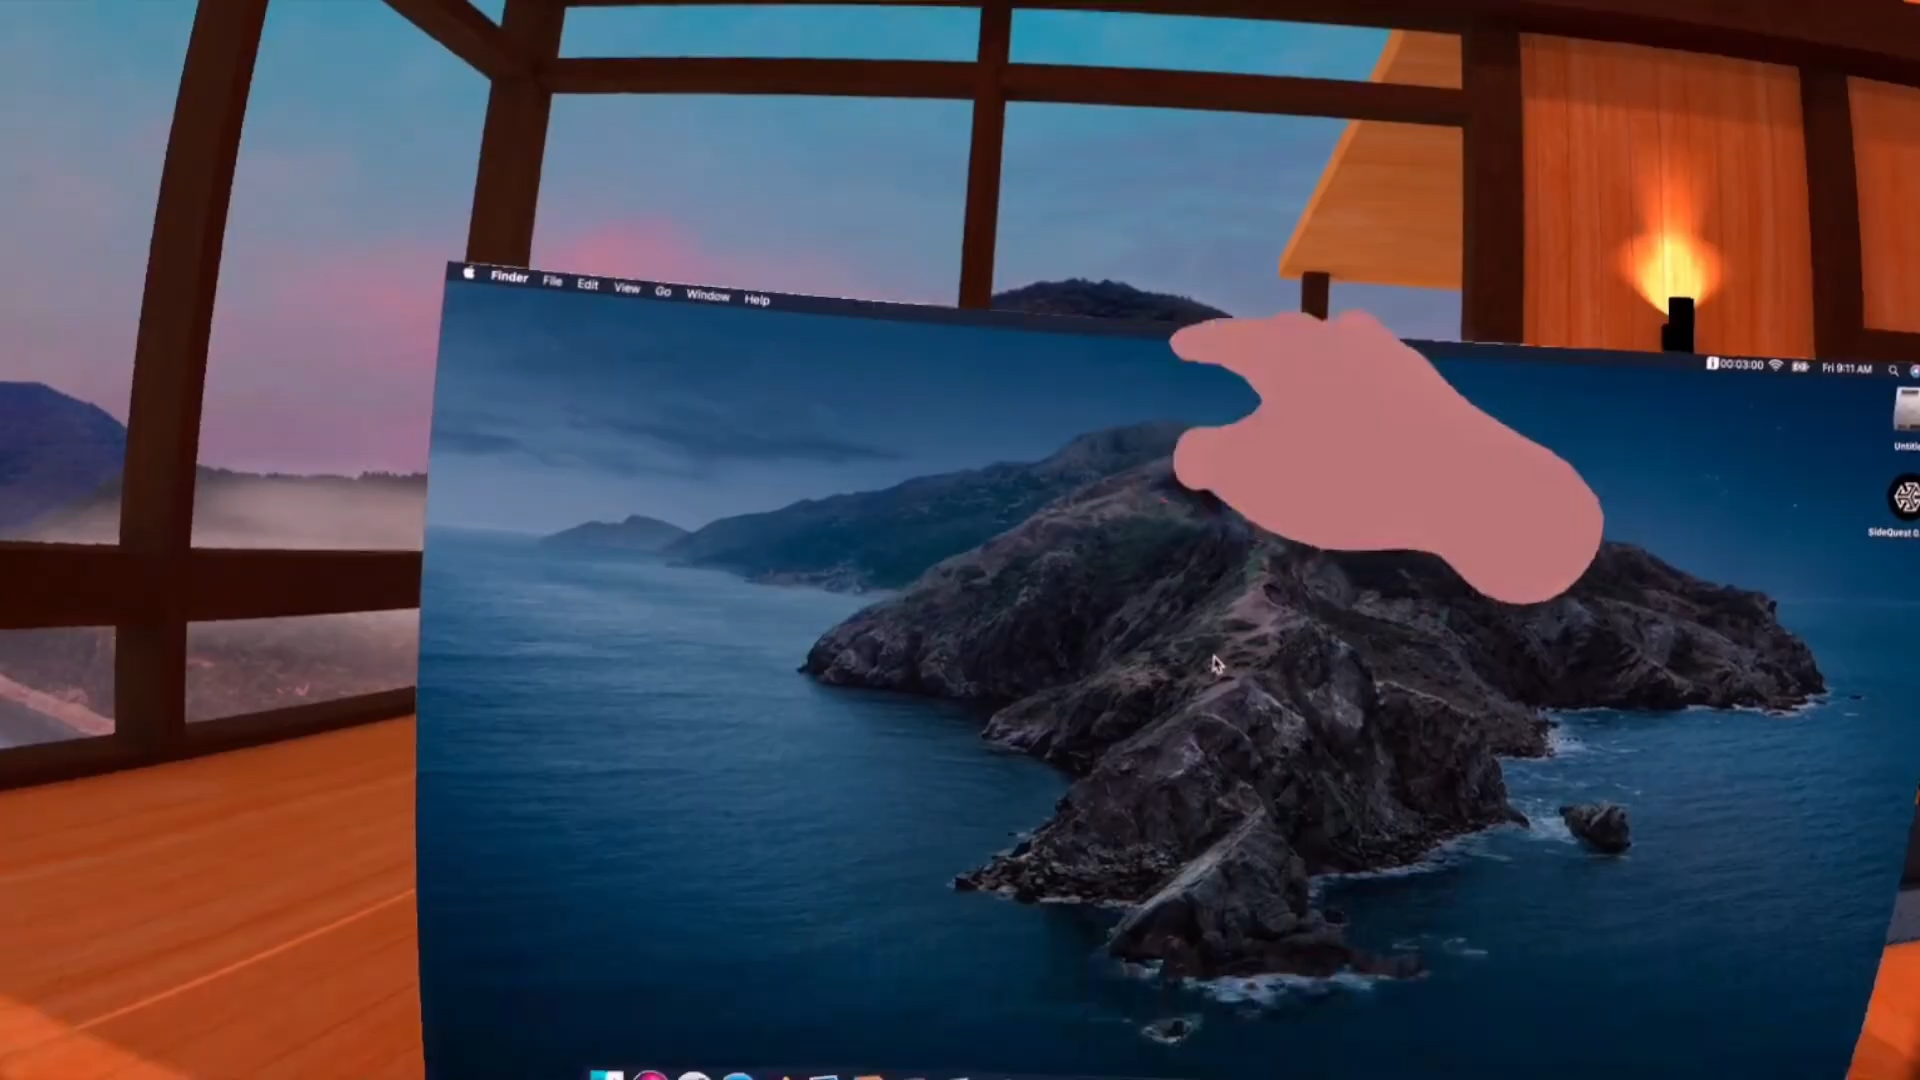 Finder File Edit View Go Window Help
00:03:00 Fri 9:11 AM
SideQuest